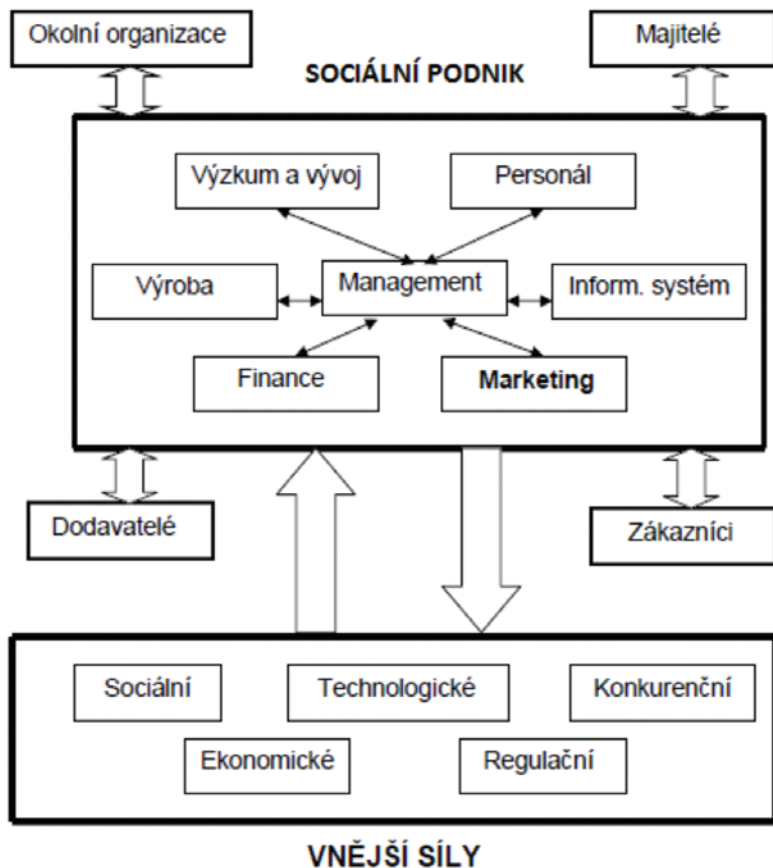 Okolní organizace
Majitelé
SOCIÁLNÍ PODNIK
Výzkum a vývoj
Personál
Výroba
Management
Inform. systém
Finance
Marketing
Dodavatelé
Zákazníci
Sociální
Technologické
Konkurenční
Ekonomické
Regulační
VNĚJŠÍ SÍLY